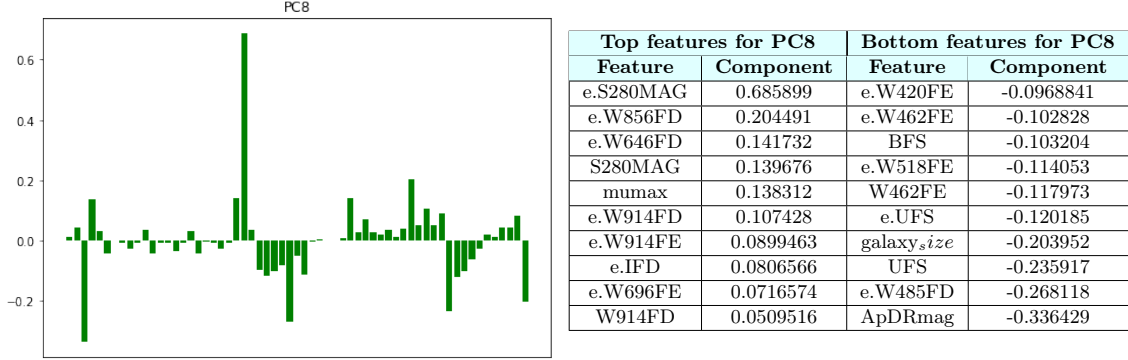 PC8
0.6
0.4
0.2
0.0
−0.2
Top features for PC8 Bottom features for PC8
Feature Component Feature Component
e.S280MAG 0.685899 e.W420FE -0.0968841
e.W856FD 0.204491 e.W462FE -0.102828
e.W646FD 0.141732 BFS -0.103204
S280MAG 0.139676 e.W518FE -0.114053
mumax 0.138312 W462FE -0.117973
e.W914FD 0.107428 e.UFS -0.120185
e.W914FE 0.0899463 galaxysize -0.203952
e.IFD 0.0806566 UFS -0.235917
e.W696FE 0.0716574 e.W485FD -0.268118
W914FD 0.0509516 ApDRmag -0.336429